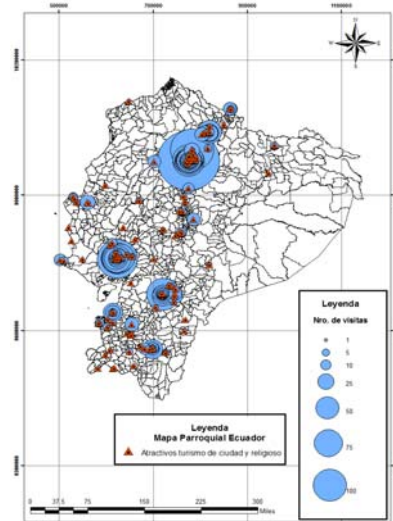 500000 700000 900000 1100000
N
W E
S
Leyenda
Nro. de visitas
1
5
10
25
50
75
100
Leyenda
Mapa Parroquial Ecuador
Atractivos turismo de ciudad y religioso
0 37.5 75 150 225 300
Miles